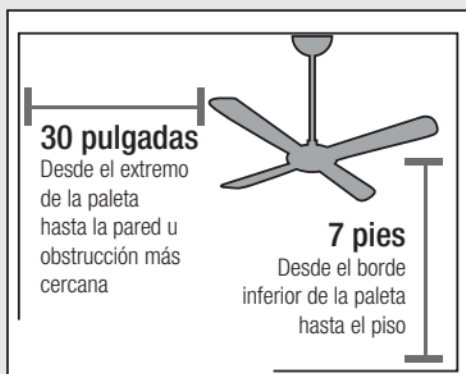 30 pulgadas
Desde el extremo
de la paleta
hasta la pared u
obstrucción más
cercana
7 pies
Desde el borde
inferior de la paleta
hasta el piso